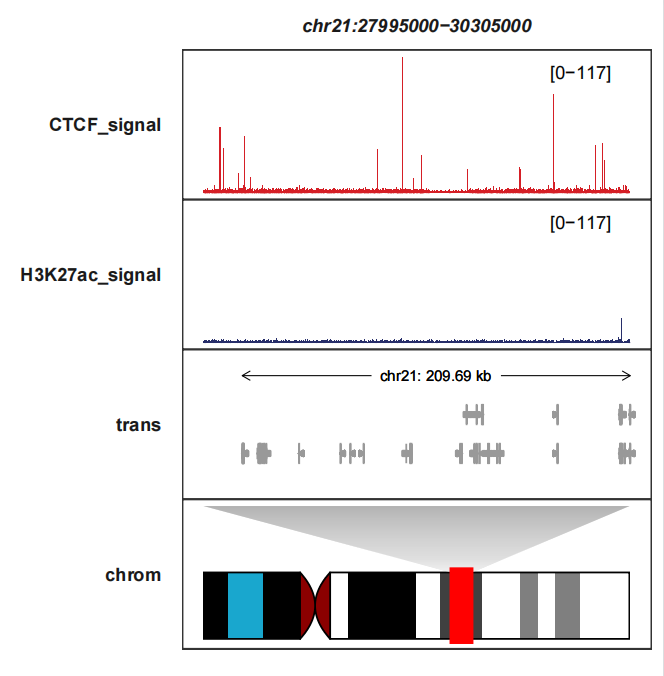 chr21:27995000−30305000
[0−117]
CTCF_signal
[0−117]
H3K27ac_signal
chr21: 209.69 kb
trans
chrom